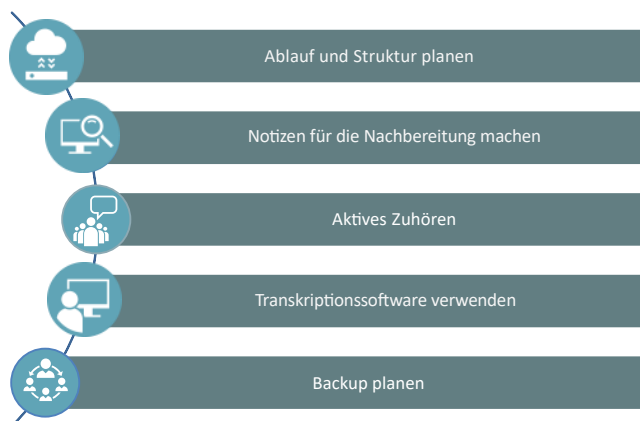 Ablauf und Struktur planen
Notizen für die Nachbereitung machen
Aktives Zuhören
Transkriptionssoftware verwenden
Backup planen